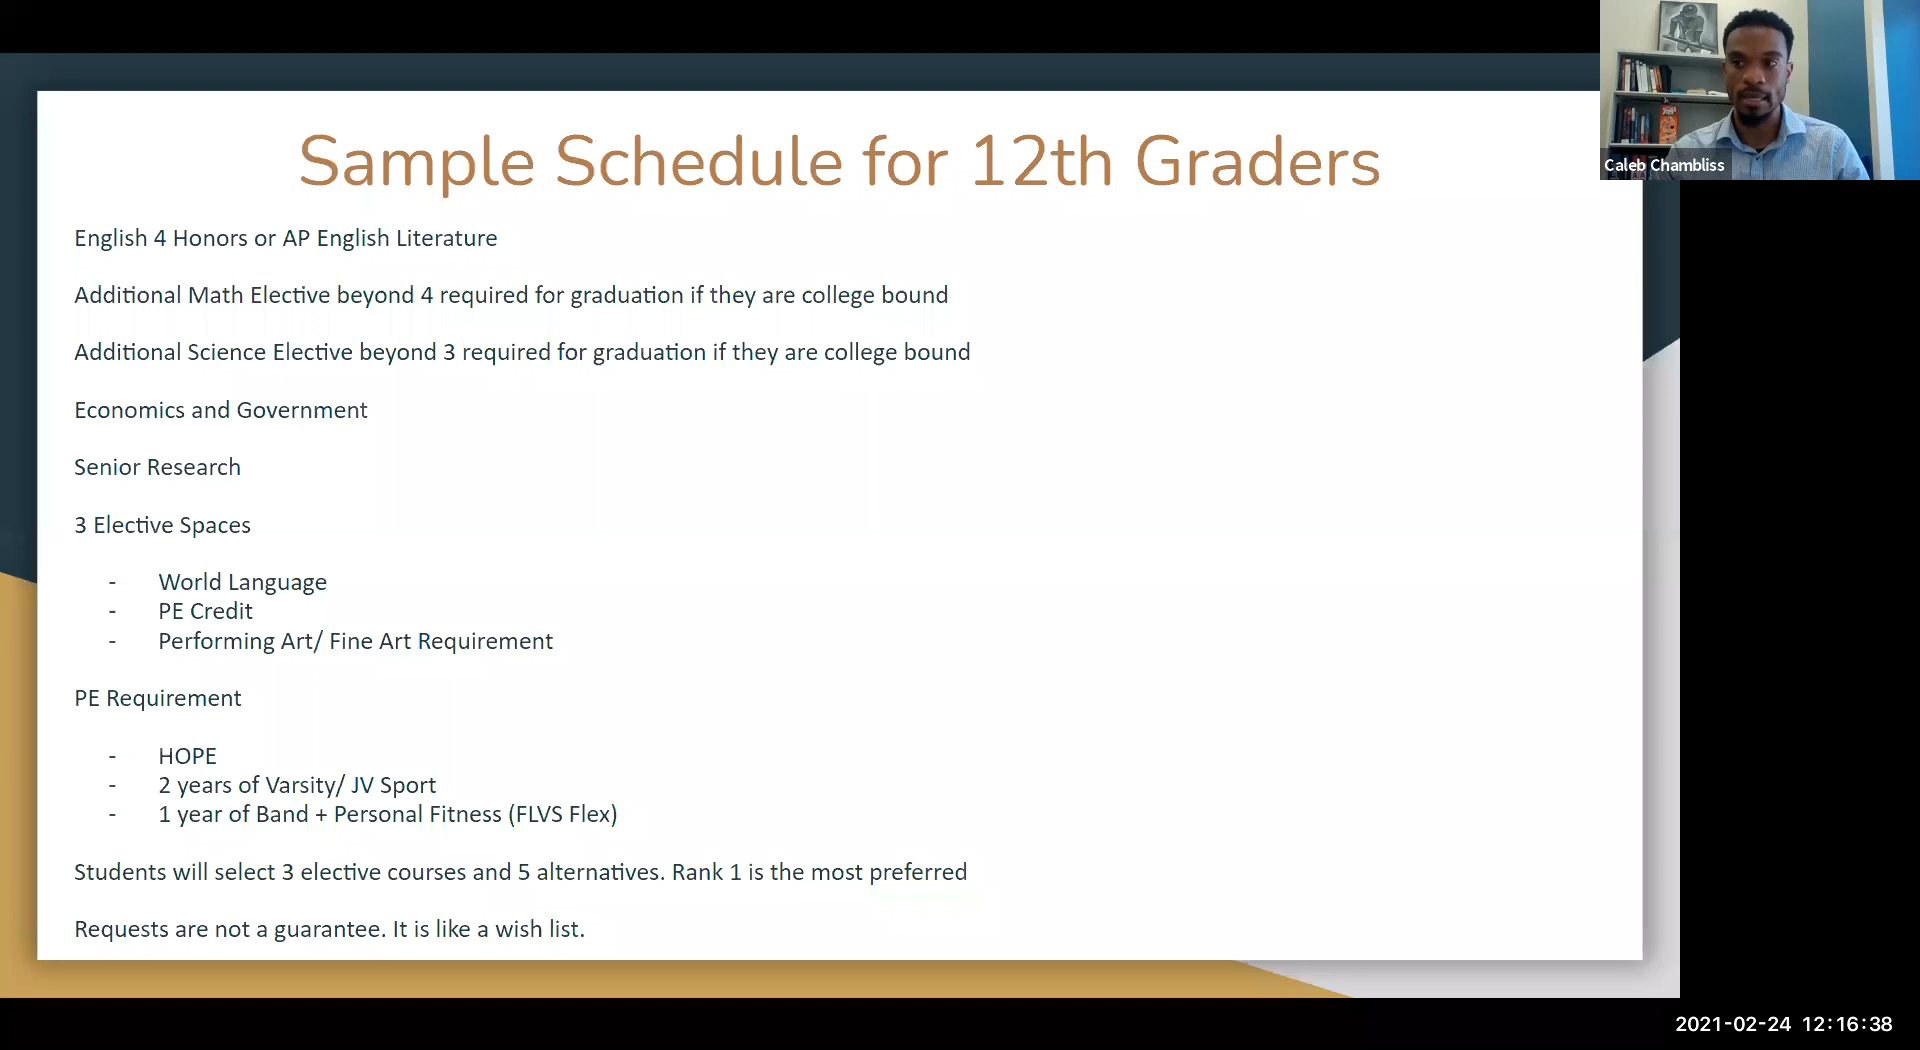 Sample Schedule for 12th Graders
English 4 Honors or AP English Literature
Additional Math Elective beyond 4 required for graduation if they are college bound
Additional Science Elective beyond 3 required for graduation if they are college bound
Economics and Government
Senior Research
3 Elective Spaces
- World Language
- PE Credit
- Performing Art/ Fine Art Requirement
PE Requirement
- HOPE
- 2 years of Varsity/ JV Sport
- 1 year of Band + Personal Fitness (FLVS Flex)
Students will select 3 elective courses and 5 alternatives. Rank 1 is the most preferred
Requests are not a guarantee. It is like a wish list.
Caleb Chambliss
2021-02-24 12:16:38